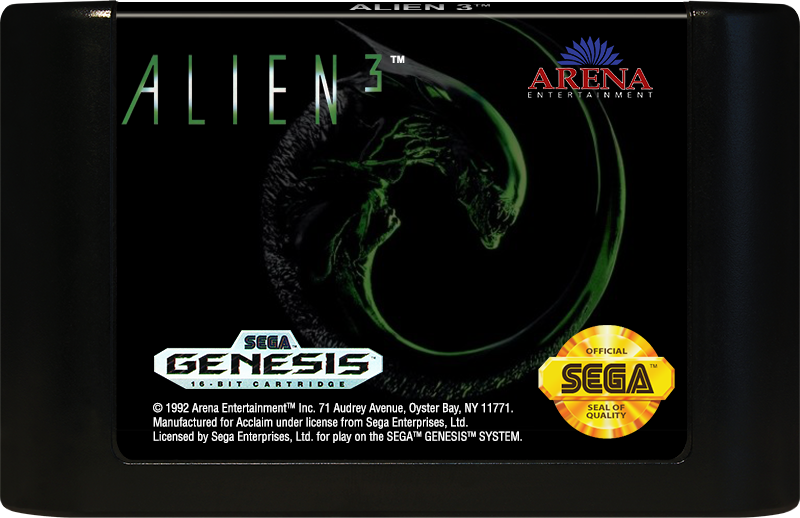 ALIEN 3™
ALIEN³™
ARENA
ENTERTAINMENT
SEGA™
GENESIS
16-BIT CARTRIDGE
OFFICIAL
SEGA™
SEAL OF
QUALITY
© 1992 Arena Entertainment™ Inc. 71 Audrey Avenue, Oyster Bay, NY 11771.
Manufactured for Acclaim under license from Sega Enterprises, Ltd.
Licensed by Sega Enterprises, Ltd. for play on the SEGA™ GENESIS™ SYSTEM.